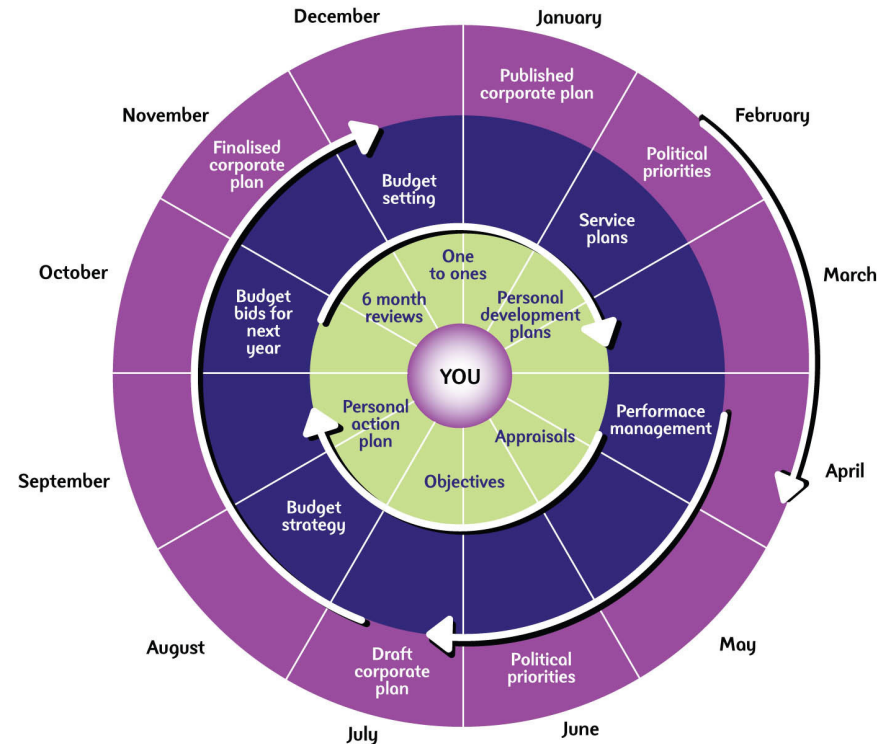 December
January
November
February
Published
corporate plan
Finalised
corporate
plan
Political
priorities
Budget
setting
Service
plans
October
March
One
to ones
6 month
reviews
Personal
development
plans
Budget
bids for
next
year
YOU
Personal
action
plan
Appraisals
Performace
management
Objectives
September
April
Budget
strategy
August
May
Draft
corporate
plan
Political
priorities
July
June